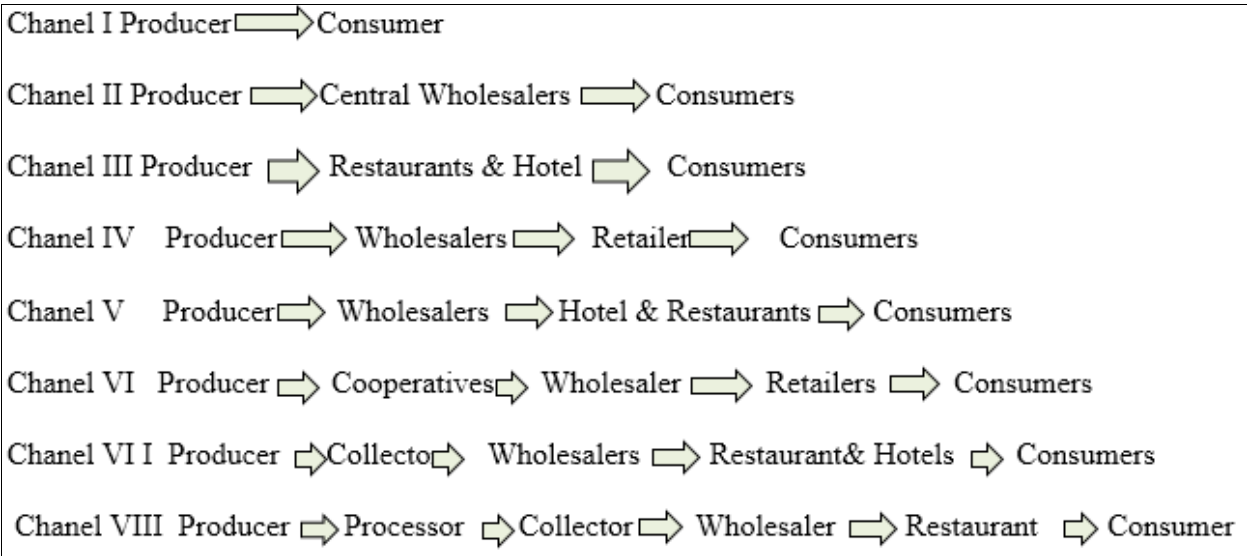 Chanel I Producer Consumer
Chanel II Producer Central Wholesalers Consumers
Chanel III Producer Restaurants & Hotel Consumers
Chanel IV Producer Wholesalers Retailer Consumers
Chanel V Producer Wholesalers Hotel & Restaurants Consumers
Chanel VI Producer Cooperatives Wholesaler Retailers Consumers
Chanel VI I Producer Collecto Wholesalers Restaurant& Hotels Consumers
Chanel VIII Producer Processor Collector Wholesaler Restaurant Consumer